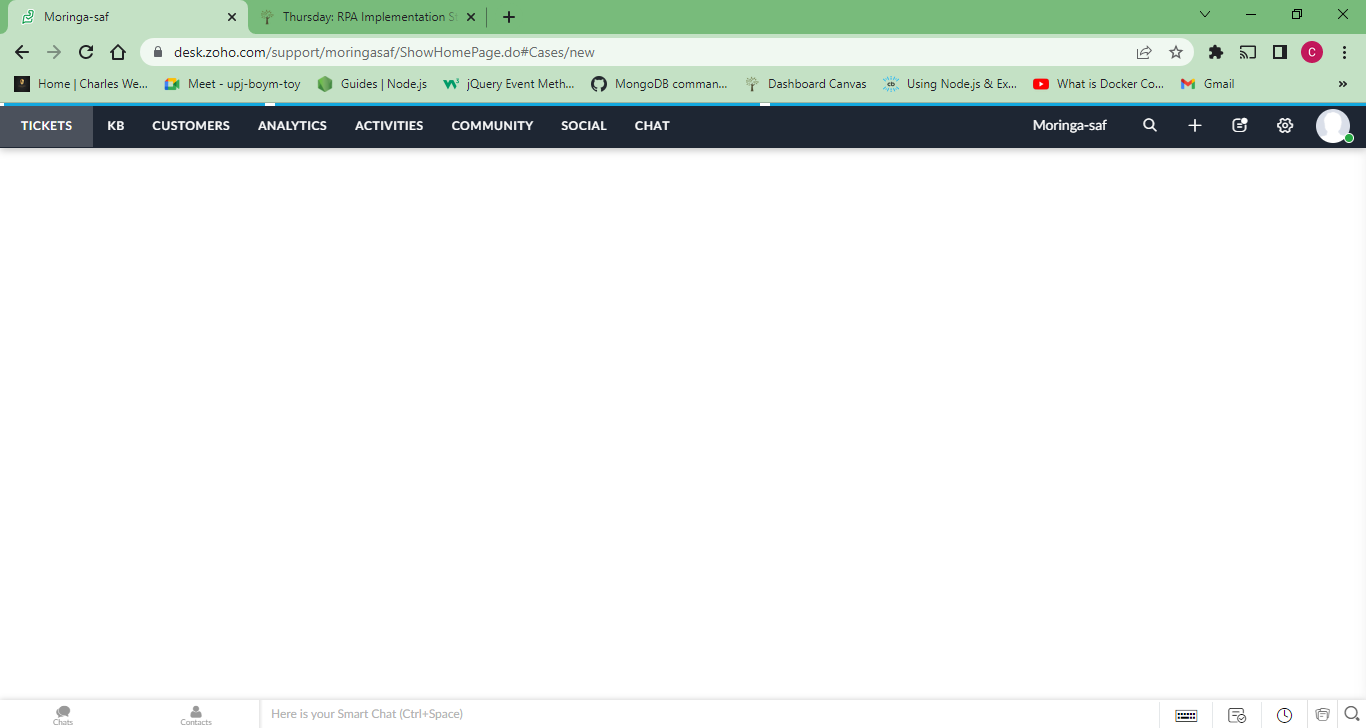 Moringa-saf
Thursday: RPA Implementation St
desk.zoho.com/support/moringasaf/ShowHomePage.do#Cases/new
C
Home | Charles We...
Meet - upj-boym-toy
Guides | Node.js
jQuery Event Meth...
MongoDB comman...
Dashboard Canvas
Using Node.js & Ex...
What is Docker Co...
Gmail
»
TICKETS
KB
CUSTOMERS
ANALYTICS
ACTIVITIES
COMMUNITY
SOCIAL
CHAT
Moringa-saf
Chats
Contacts
Here is your Smart Chat (Ctrl+Space)